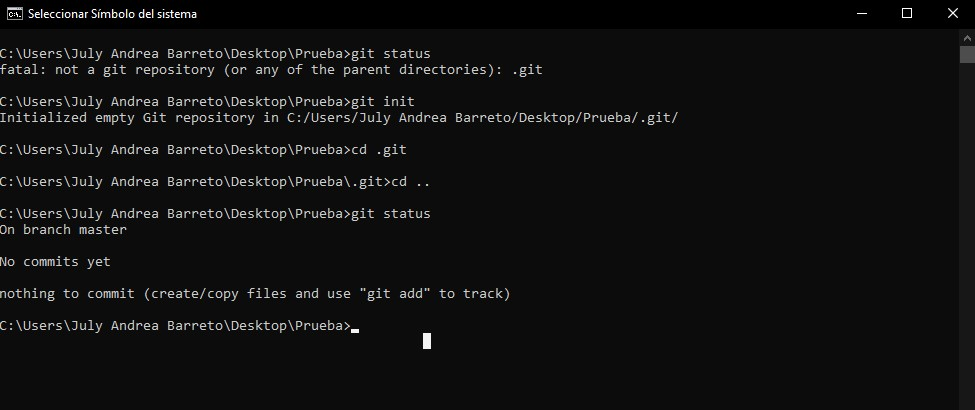 Seleccionar Símbolo del sistema
C:\Users\July Andrea Barreto\Desktop\Prueba>git status
fatal: not a git repository (or any of the parent directories): .git
C:\Users\July Andrea Barreto\Desktop\Prueba>git init
Initialized empty Git repository in C:/Users/July Andrea Barreto/Desktop/Prueba/.git/
C:\Users\July Andrea Barreto\Desktop\Prueba>cd .git
C:\Users\July Andrea Barreto\Desktop\Prueba\.git>cd ..
C:\Users\July Andrea Barreto\Desktop\Prueba>git status
On branch master
No commits yet
nothing to commit (create/copy files and use "git add" to track)
C:\Users\July Andrea Barreto\Desktop\Prueba>